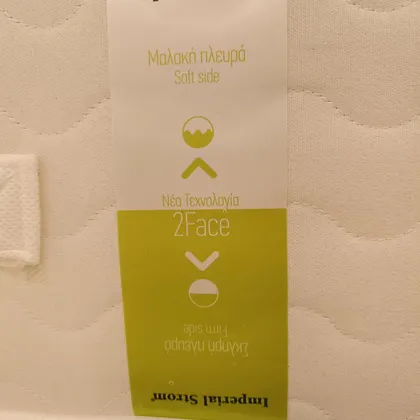 Μαλακή πλευρά
Soft side
Νέα Τεχνολογία
2Face
Imperial Strom®
Firm side
Σκληρή πλευρά